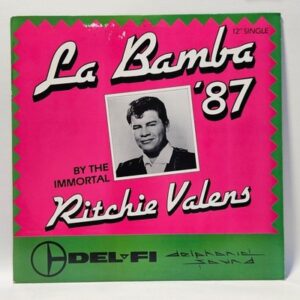 12" SINGLE
La Bamba
'87
BY THE
IMMORTAL
Ritchie Valens
DEL-FI
delphonic
sound